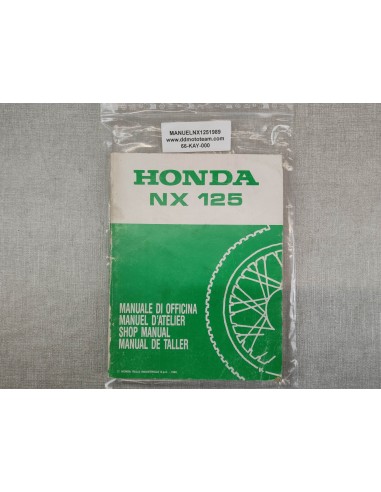 MANUELNX1251989
www.ddmototeam.com
66-KAY-000
HONDA
NX 125
MANUALE DI OFFICINA
MANUEL D'ATELIER
SHOP MANUAL
MANUAL DE TALLER